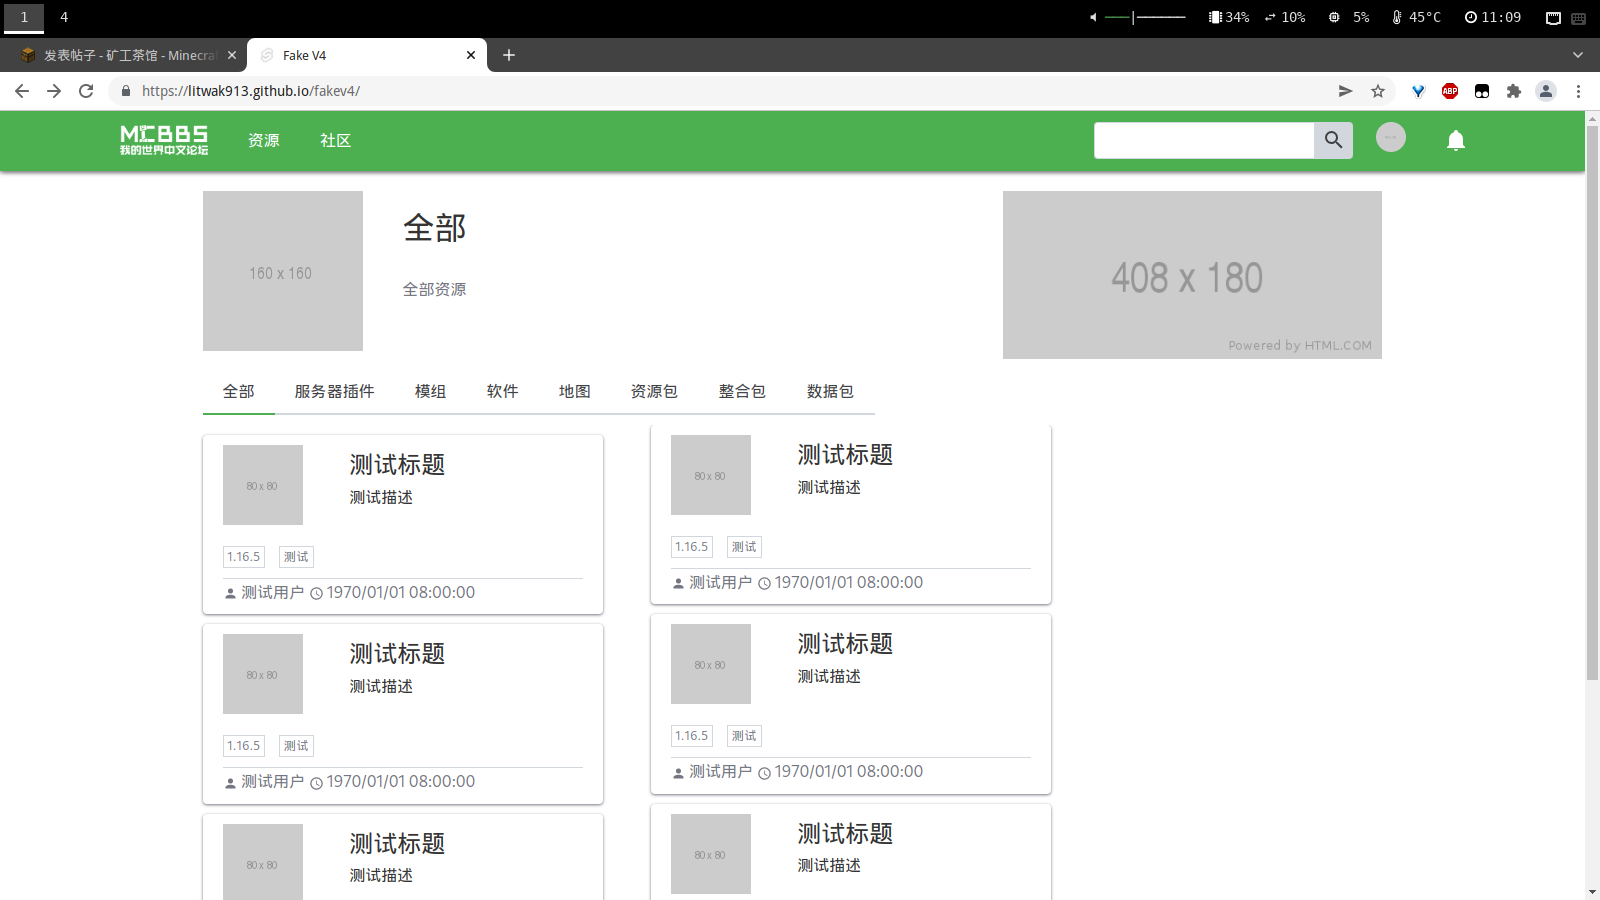 1 4 34% 10% 5% 45°C 11:09
发表帖子 - 矿工茶馆 - Minecraf Fake V4
https://litwak913.github.io/fakev4/ ABP
MCBBS
我的世界中文论坛
资源 社区
160 x 160
全部
全部资源
408 x 180
Powered by HTML.COM
全部 服务器插件 模组 软件 地图 资源包 整合包 数据包
80 x 80
测试标题
测试描述
1.16.5 测试
测试用户 1970/01/01 08:00:00
80 x 80
测试标题
测试描述
1.16.5 测试
测试用户 1970/01/01 08:00:00
80 x 80
测试标题
测试描述
1.16.5 测试
测试用户 1970/01/01 08:00:00
80 x 80
测试标题
测试描述
1.16.5 测试
测试用户 1970/01/01 08:00:00
80 x 80
测试标题
测试描述
80 x 80
测试标题
测试描述